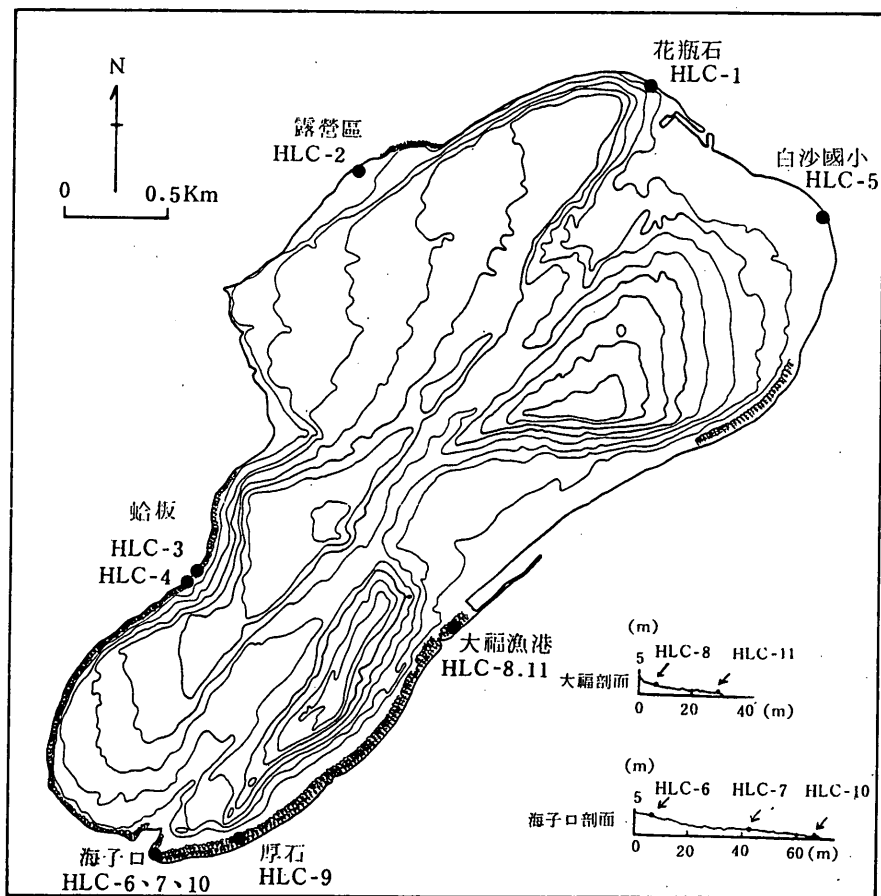 花瓶石
HLC-1
N
露營區
HLC-2
白沙國小
HLC-5
0 0.5Km
蛤板
HLC-3
HLC-4
大福漁港
HLC-8.11
(m)
5 HLC-8 HLC-11
大福剖面
0 20 40 (m)
(m)
5 HLC-6 HLC-7 HLC-10
海子口剖面
0 20 40 60 (m)
海子口
HLC-6、7、10
厚石
HLC-9